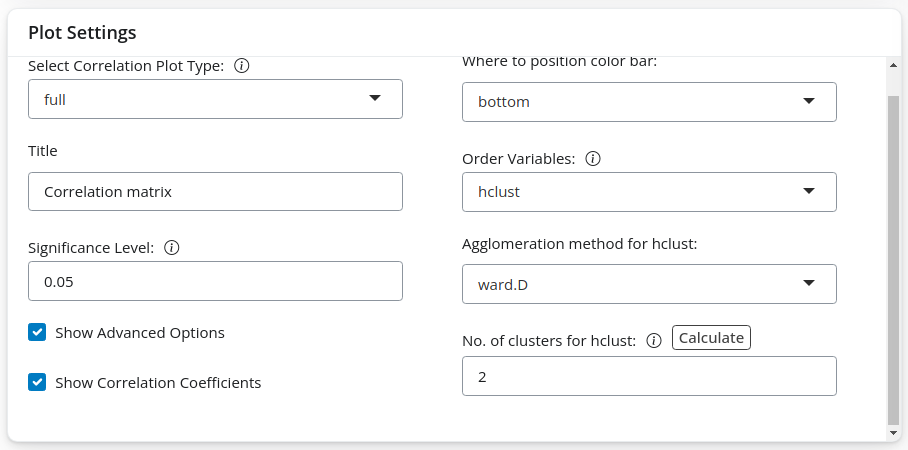 Plot Settings
Select Correlation Plot Type:
full
Title
Correlation matrix
Significance Level:
0.05
Show Advanced Options
Show Correlation Coefficients
Where to position color bar:
bottom
Order Variables:
hclust
Agglomeration method for hclust:
ward.D
No. of clusters for hclust:
Calculate
2